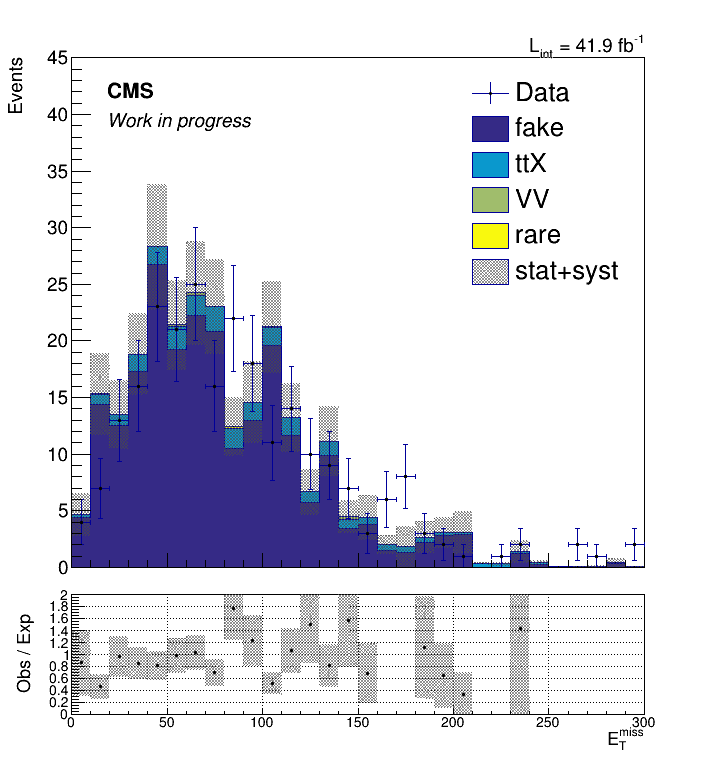 L_int = 41.9 fb^-1
Events
45
40
35
30
25
20
15
10
5
0
CMS
Work in progress
Data
fake
ttX
VV
rare
stat+syst
Obs / Exp
2
1.8
1.6
1.4
1.2
1
0.8
0.6
0.4
0.2
0
0 50 100 150 200 250 300
E_T^miss